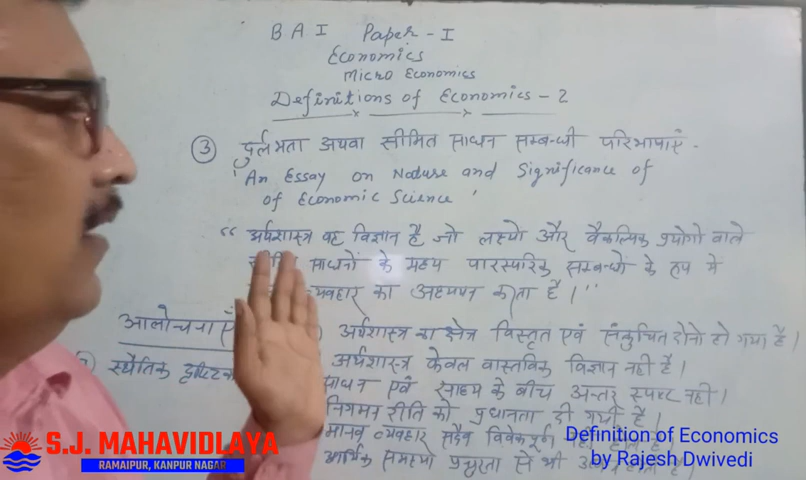 B A I Paper - I
Economics
Micro Economics
Definitions of Economics - 2
③ दुर्लभता अथवा सीमित साधन सम्बन्धी परिभाषाएं -
'An Essay on Nature and Significance of
of Economic Science'
"अर्थशास्त्र वह विज्ञान है जो लक्ष्यो और वैकल्पिक प्रयोगो वाले
साधनों के मध्य पारस्परिक सम्बन्धो के रूप मे
व्यवहार का अध्ययन करता है।"
आलोचनाएँ अर्थशास्त्र का क्षेत्र विस्तृत एवं संकुचित दोनो हो गया है।
स्थैतिक अर्थशास्त्र केवल वास्तविक विज्ञान नही है।
साधन एवं साध्य के बीच अन्तर स्पष्ट नही।
निगमन रीति को प्रधानता दी गयी है।
मानव व्यवहार सदैव विवेकपूर्ण
आर्थिक समस्या प्रचुरता से भी
S.J. MAHAVIDLAYA
RAMAIPUR, KANPUR NAGAR
Definition of Economics
by Rajesh Dwivedi